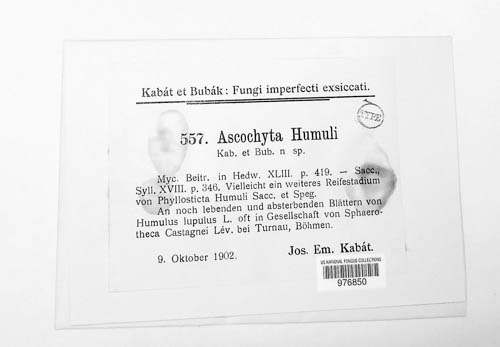 Kabát et Bubák: Fungi imperfecti exsiccati.
TYPE
557. Ascochyta Humuli
Kab. et Bub. n sp.
Myc. Beitr. in Hedw. XLIII. p. 419. — Sacc.,
Syll. XVIII. p. 346. Vielleicht ein weiteres Reifestadium
von Phyllosticta Humuli Sacc. et Speg.
An noch lebenden und absterbenden Blättern von
Humulus lupulus L. oft in Gesellschaft von Sphaero-
theca Castagnei Lév. bei Turnau, Böhmen.
9. Oktober 1902.
Jos. Em. Kabát.
US NATIONAL FUNGUS COLLECTIONS
976850